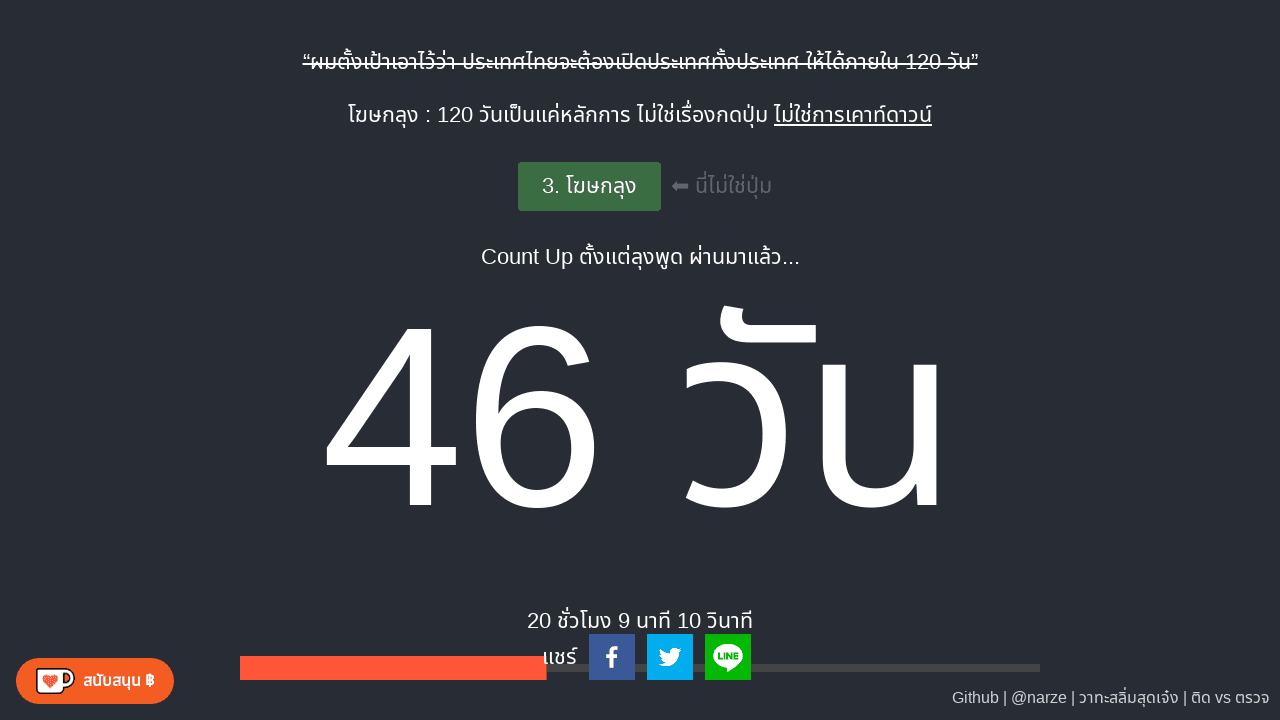 “ผมตั้งเป้าเอาไว้ว่า ประเทศไทยจะต้องเปิดประเทศทั้งประเทศ ให้ได้ภายใน 120 วัน”
โฆษกลุง : 120 วันเป็นแค่หลักการ ไม่ใช่เรื่องกดปุ่ม ไม่ใช่การเคาท์ดาวน์
3. โฆษกลุง ⬅ นี่ไม่ใช่ปุ่ม
Count Up ตั้งแต่ลุงพูด ผ่านมาแล้ว...
46 วัน
20 ชั่วโมง 9 นาที 10 วินาที
แชร์ LINE
สนับสนุน ฿
Github | @narze | วาทะสลิ่มสุดเจ๋ง | ติด vs ตรวจ